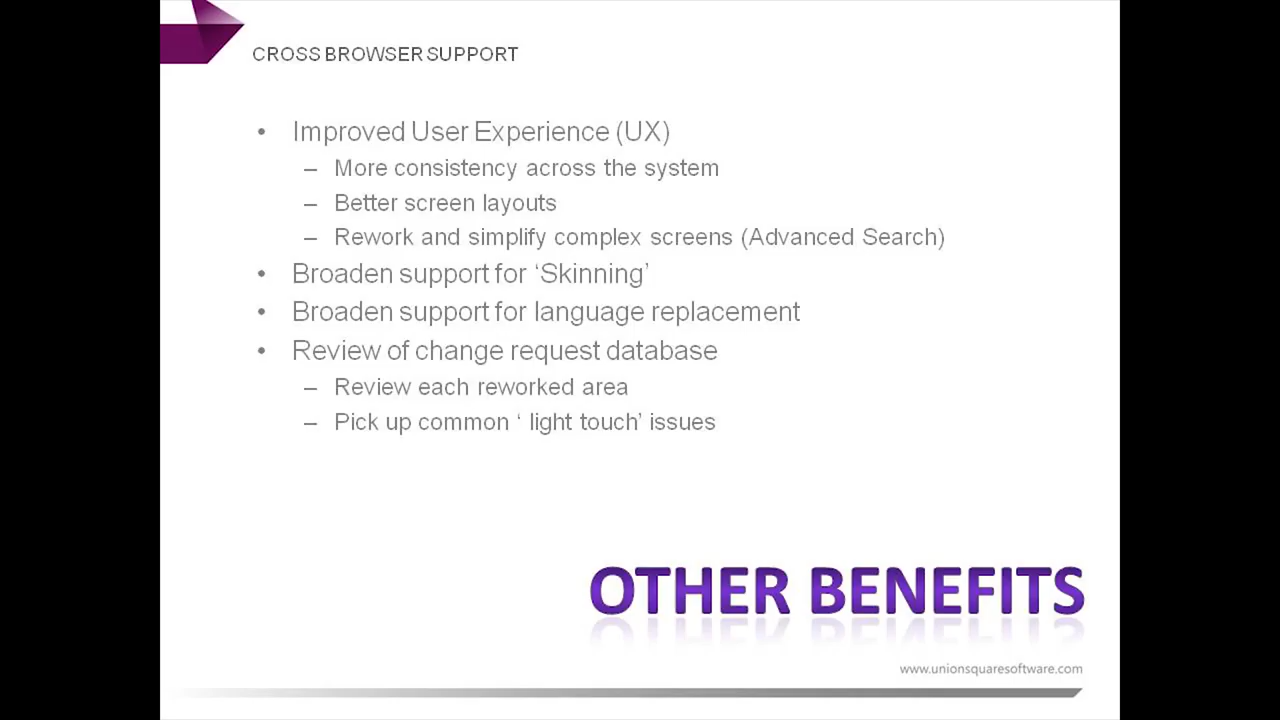 CROSS BROWSER SUPPORT
• Improved User Experience (UX)
– More consistency across the system
– Better screen layouts
– Rework and simplify complex screens (Advanced Search)
• Broaden support for ‘Skinning’
• Broaden support for language replacement
• Review of change request database
– Review each reworked area
– Pick up common ‘ light touch’ issues
OTHER BENEFITS
www.unionsquaresoftware.com